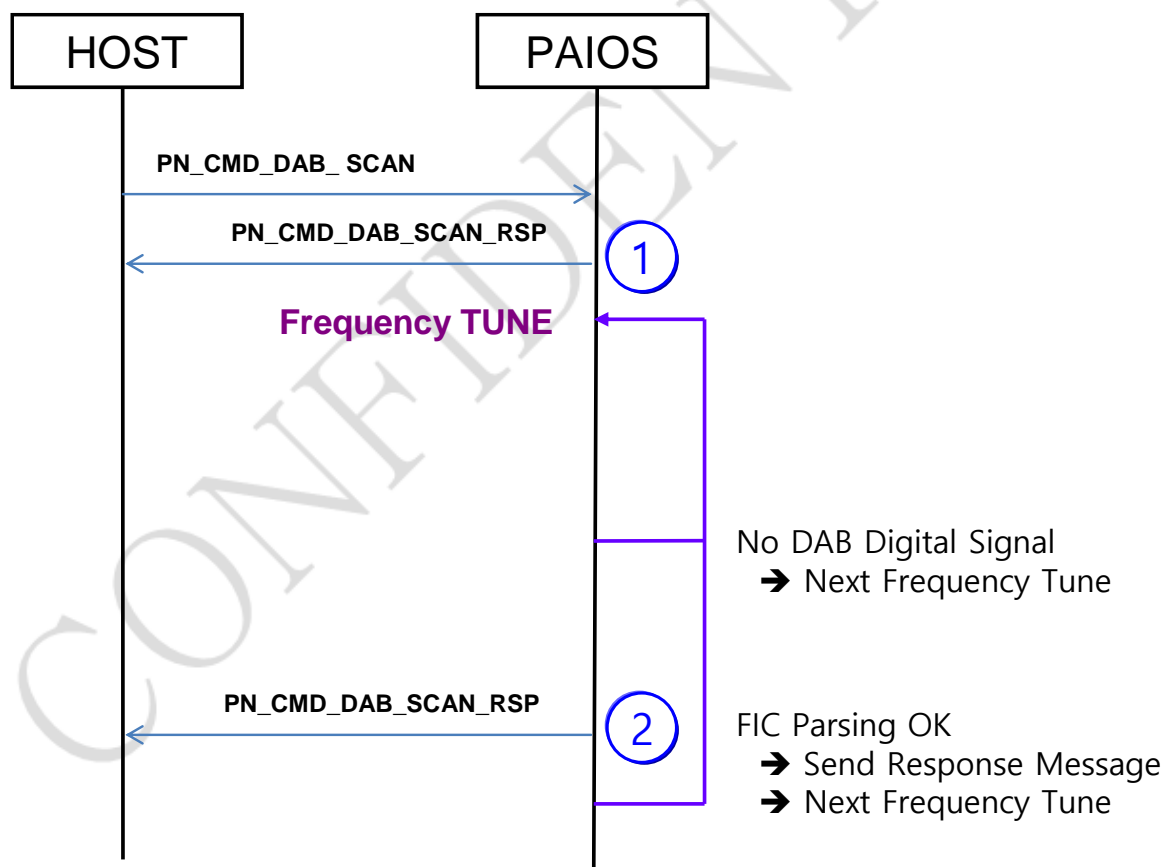 HOST
PAIOS
PN_CMD_DAB_ SCAN
PN_CMD_DAB_SCAN_RSP
1
Frequency TUNE
No DAB Digital Signal
➔ Next Frequency Tune
PN_CMD_DAB_SCAN_RSP
2
FIC Parsing OK
➔ Send Response Message
➔ Next Frequency Tune
CONFIDEN